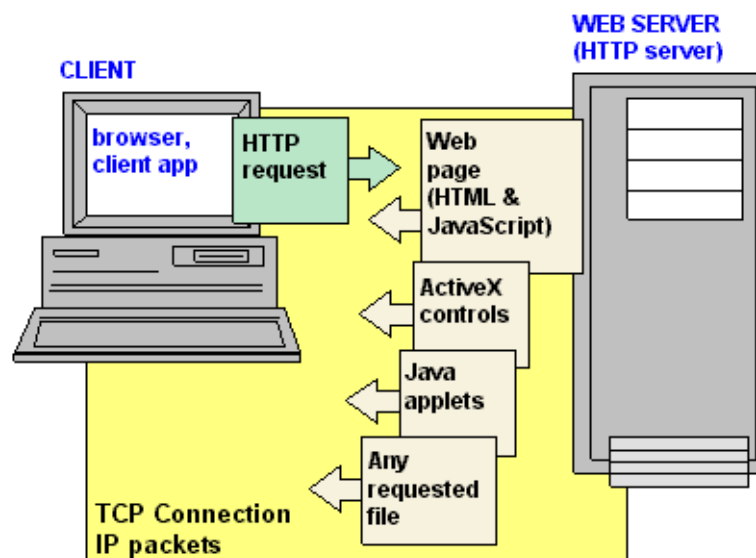 WEB SERVER
(HTTP server)
CLIENT
browser,
client app
HTTP
request
Web
page
(HTML &
JavaScript)
ActiveX
controls
Java
applets
Any
requested
file
TCP Connection
IP packets